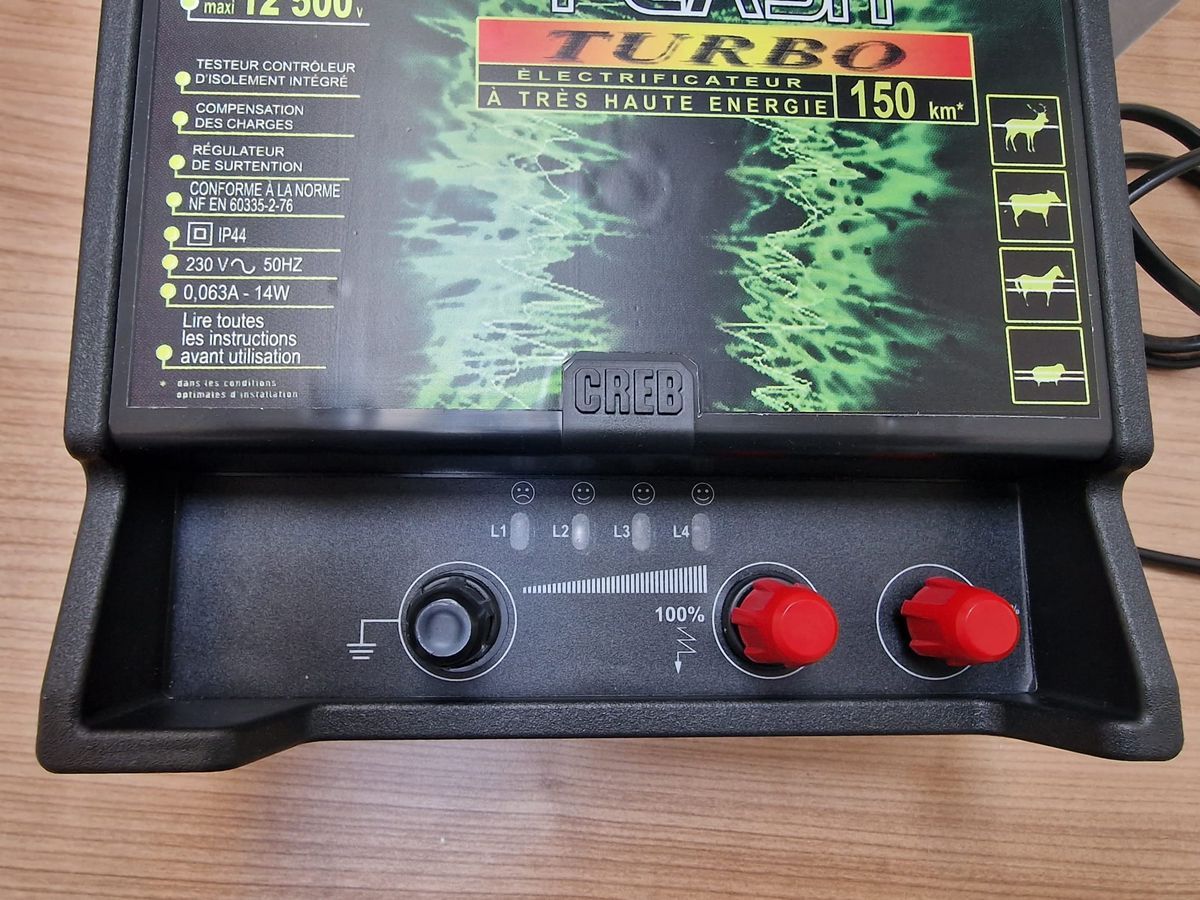 maxi 12 500 v
TESTEUR CONTRÔLEUR
D'ISOLEMENT INTÉGRÉ
COMPENSATION
DES CHARGES
RÉGULATEUR
DE SURTENTION
CONFORME À LA NORME
NF EN 60335-2-76
IP44
230 V 50HZ
0,063A - 14W
Lire toutes
les instructions
avant utilisation
* dans les conditions
optimales d'installation
TURBO
ÉLECTRIFICATEUR
À TRÈS HAUTE ENERGIE
150 km*
CREB
L1 L2 L3 L4
100%